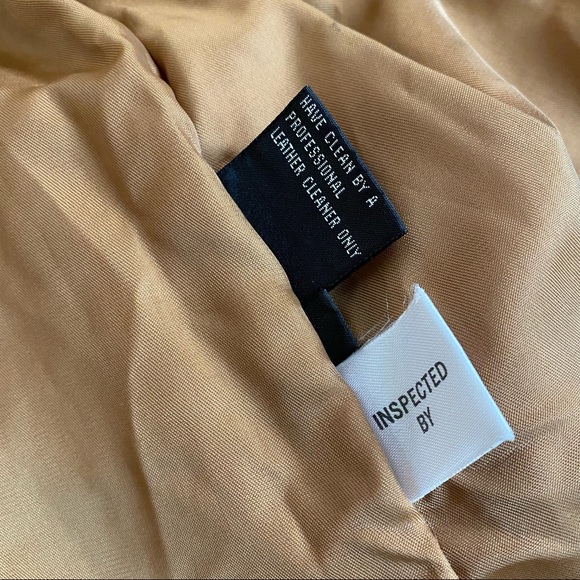 HAVE CLEAN BY A
PROFESSIONAL
LEATHER CLEANER ONLY
INSPECTED
BY